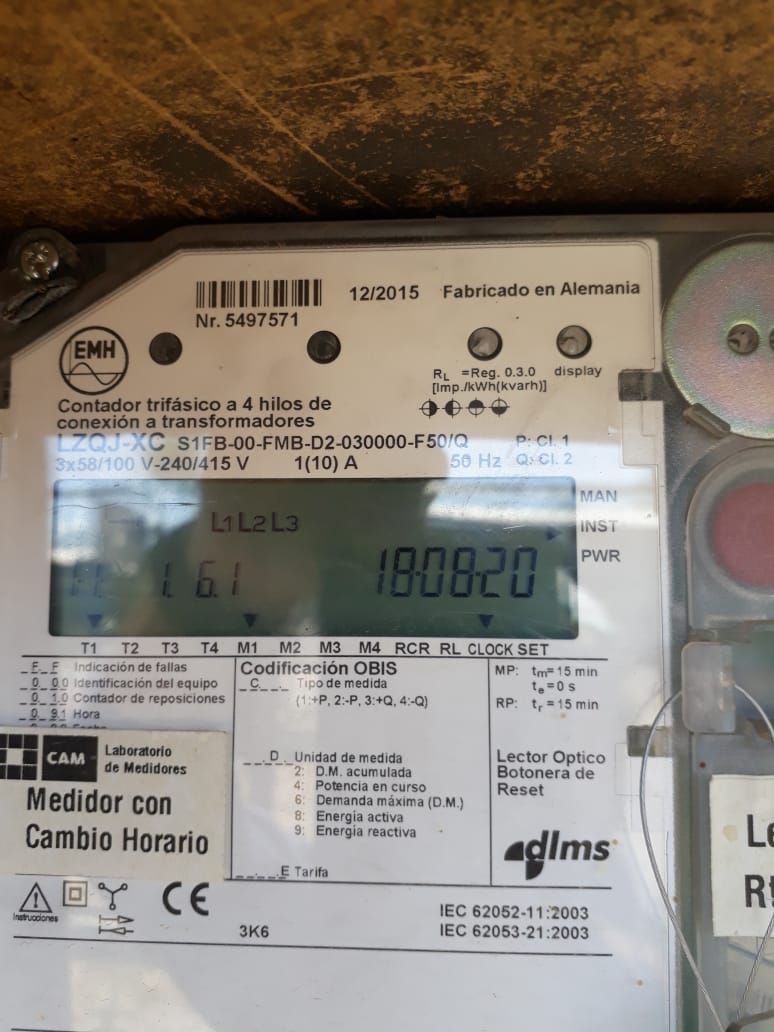 12/2015 Fabricado en Alemania
Nr. 5497571
EMH
RL =Reg. 0.3.0 display
[Imp./kWh(kvarh)]
Contador trifásico a 4 hilos de
conexión a transformadores
LZQJ-XC S1FB-00-FMB-D2-030000-F50/Q P: Cl. 1
3x58/100 V-240/415 V 1(10) A 50 Hz Q: Cl. 2
MAN
L1 L2 L3
INST
1. 6.1 18-08-20
PWR
T1 T2 T3 T4 M1 M2 M3 M4 RCR RL CLOCK SET
_ F._ F Indicación de fallas
_ 0._ 0.0 Identificación del equipo
_ 0._ 1.0 Contador de reposiciones
_ 0._ 9.1 Hora
Codificación OBIS
_ C._ _._ Tipo de medida
(1:+P, 2:-P, 3:+Q, 4:-Q)
_ _._ D._ Unidad de medida
2: D.M. acumulada
4: Potencia en curso
6: Demanda máxima (D.M.)
8: Energía activa
9: Energía reactiva
_ _._ _._ E Tarifa
MP: tm=15 min
te=0 s
RP: tr=15 min
Lector Optico
Botonera de
Reset
dlms
CAM Laboratorio
de Medidores
Medidor con
Cambio Horario
Instrucciones
CE
3K6
IEC 62052-11:2003
IEC 62053-21:2003